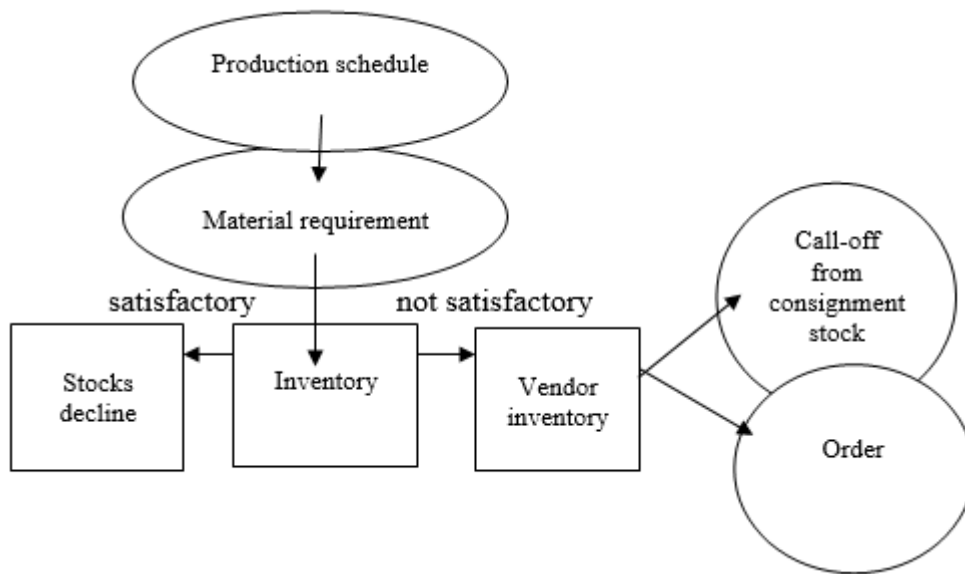 Production schedule
Material requirement
satisfactory
not satisfactory
Stocks
decline
Inventory
Vendor
inventory
Call-off
from
consignment
stock
Order